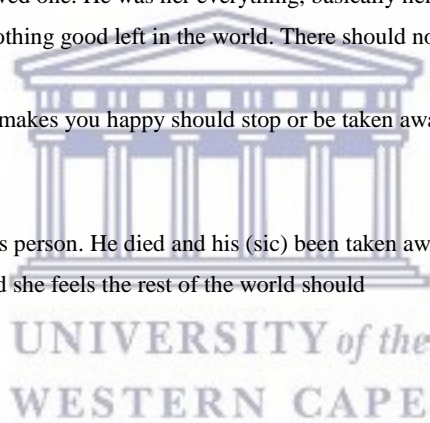 ved one. He was her everything, basically her
othing good left in the world. There should no
makes you happy should stop or be taken awa
s person. He died and his (sic) been taken aw
d she feels the rest of the world should
UNIVERSITY of the
WESTERN CAPE